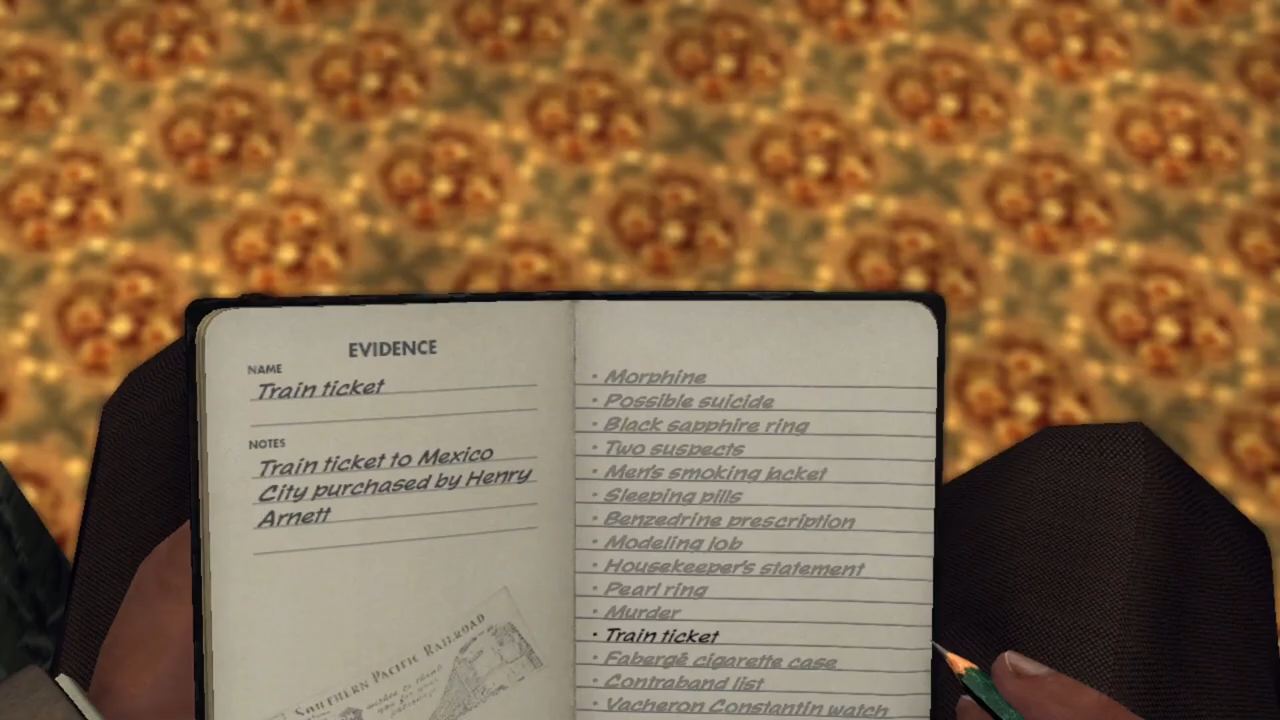 EVIDENCE
NAME
Train ticket
NOTES
Train ticket to Mexico
City purchased by Henry
Arnett
SOUTHERN PACIFIC RAILROAD
• Morphine
• Possible suicide
• Black sapphire ring
• Two suspects
• Men's smoking jacket
• Sleeping pills
• Benzedrine prescription
• Modeling job
• Housekeeper's statement
• Pearl ring
• Murder
• Train ticket
• Fabergé cigarette case
• Contraband list
• Vacheron Constantin watch